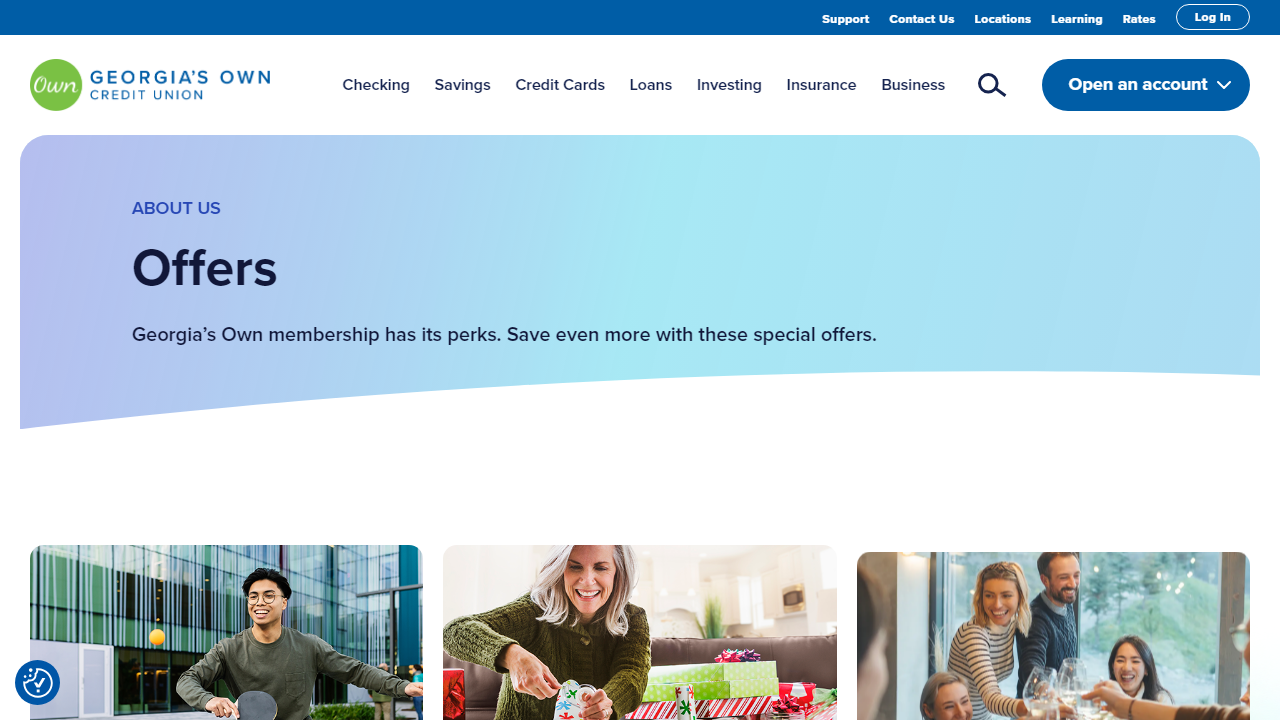 Support Contact Us Locations Learning Rates Log In
Own GEORGIA'S OWN
CREDIT UNION
Checking Savings Credit Cards Loans Investing Insurance Business Open an account
ABOUT US
Offers
Georgia’s Own membership has its perks. Save even more with these special offers.